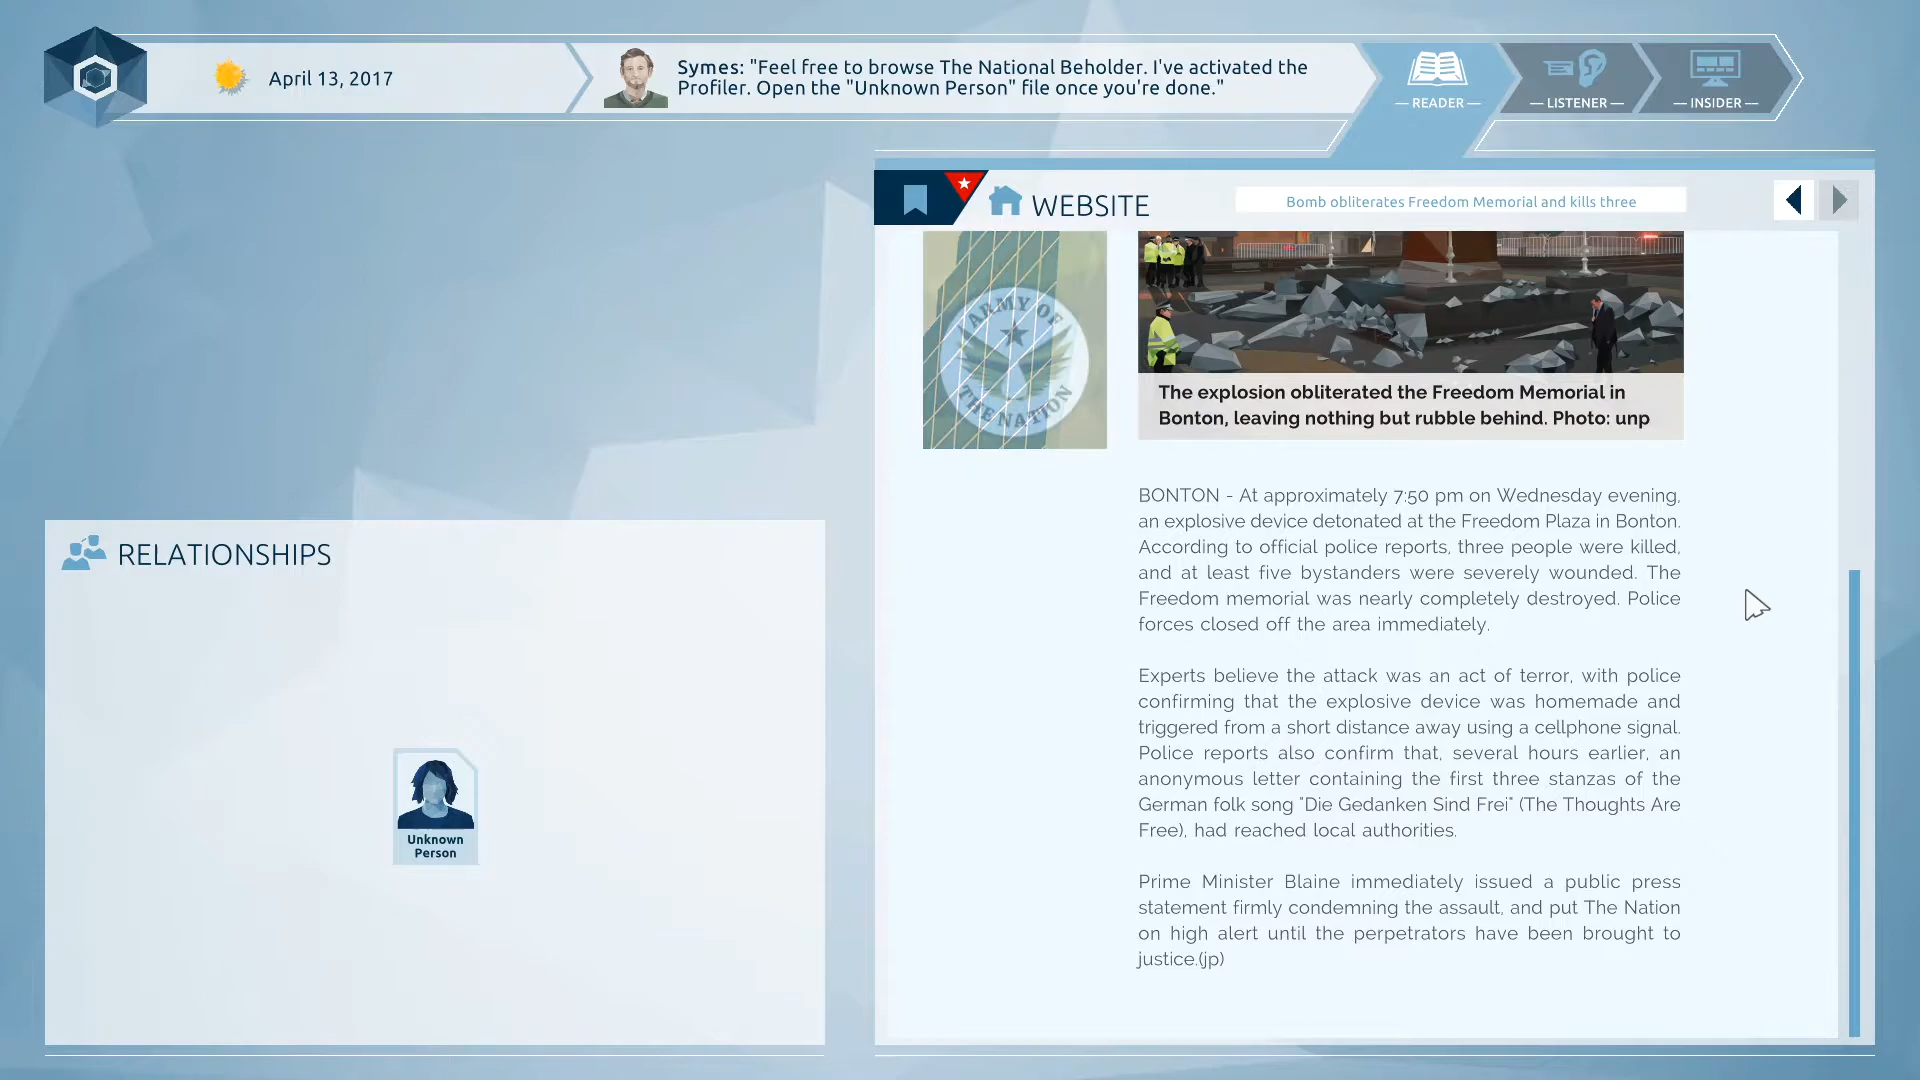 April 13, 2017
Symes: "Feel free to browse The National Beholder. I've activated the
Profiler. Open the "Unknown Person" file once you're done."
— READER —
— LISTENER —
— INSIDER —
WEBSITE
Bomb obliterates Freedom Memorial and kills three
ARMY OF
THE NATION
The explosion obliterated the Freedom Memorial in
Bonton, leaving nothing but rubble behind. Photo: unp
BONTON - At approximately 7:50 pm on Wednesday evening,
an explosive device detonated at the Freedom Plaza in Bonton.
According to official police reports, three people were killed,
and at least five bystanders were severely wounded. The
Freedom memorial was nearly completely destroyed. Police
forces closed off the area immediately.
Experts believe the attack was an act of terror, with police
confirming that the explosive device was homemade and
triggered from a short distance away using a cellphone signal.
Police reports also confirm that, several hours earlier, an
anonymous letter containing the first three stanzas of the
German folk song "Die Gedanken Sind Frei" (The Thoughts Are
Free), had reached local authorities.
Prime Minister Blaine immediately issued a public press
statement firmly condemning the assault, and put The Nation
on high alert until the perpetrators have been brought to
justice.(jp)
RELATIONSHIPS
Unknown
Person